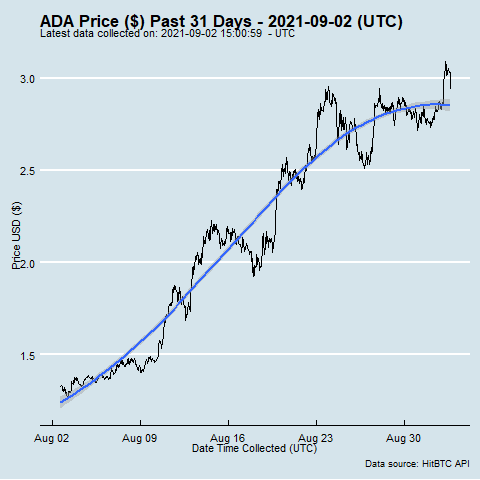 ADA Price ($) Past 31 Days - 2021-09-02 (UTC)
Latest data collected on: 2021-09-02 15:00:59 - UTC
3.0
2.5
2.0
1.5
Price USD ($)
Aug 02 Aug 09 Aug 16 Aug 23 Aug 30
Date Time Collected (UTC)
Data source: HitBTC API